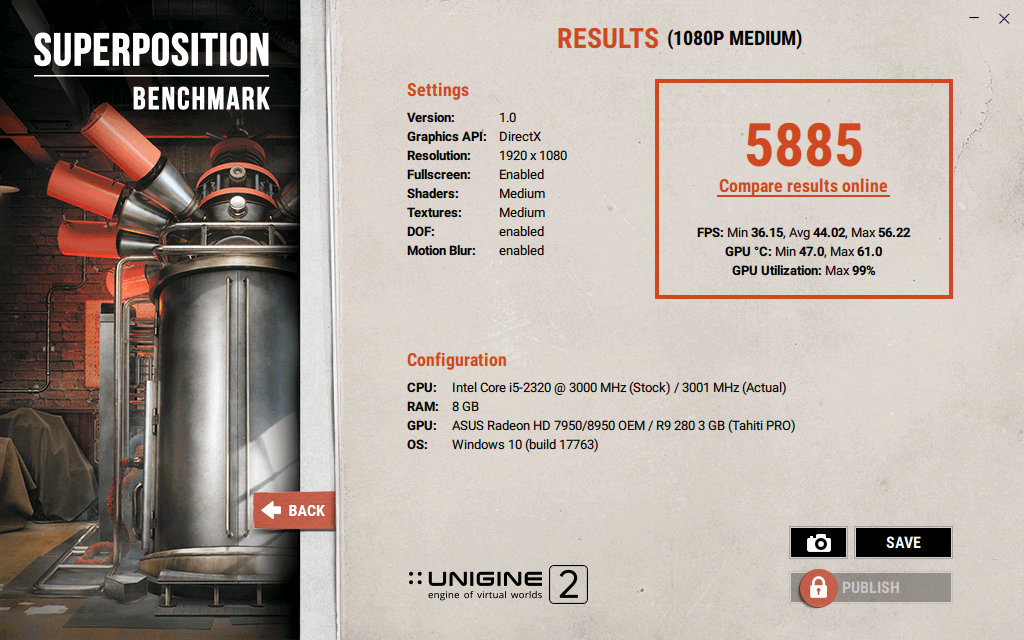 SUPERPOSITION
BENCHMARK
RESULTS (1080P MEDIUM)
Settings
Version: 1.0
Graphics API: DirectX
Resolution: 1920 x 1080
Fullscreen: Enabled
Shaders: Medium
Textures: Medium
DOF: enabled
Motion Blur: enabled
5885
Compare results online
FPS: Min 36.15, Avg 44.02, Max 56.22
GPU °C: Min 47.0, Max 61.0
GPU Utilization: Max 99%
Configuration
CPU: Intel Core i5-2320 @ 3000 MHz (Stock) / 3001 MHz (Actual)
RAM: 8 GB
GPU: ASUS Radeon HD 7950/8950 OEM / R9 280 3 GB (Tahiti PRO)
OS: Windows 10 (build 17763)
BACK
SAVE
PUBLISH
UNIGINE 2
engine of virtual worlds